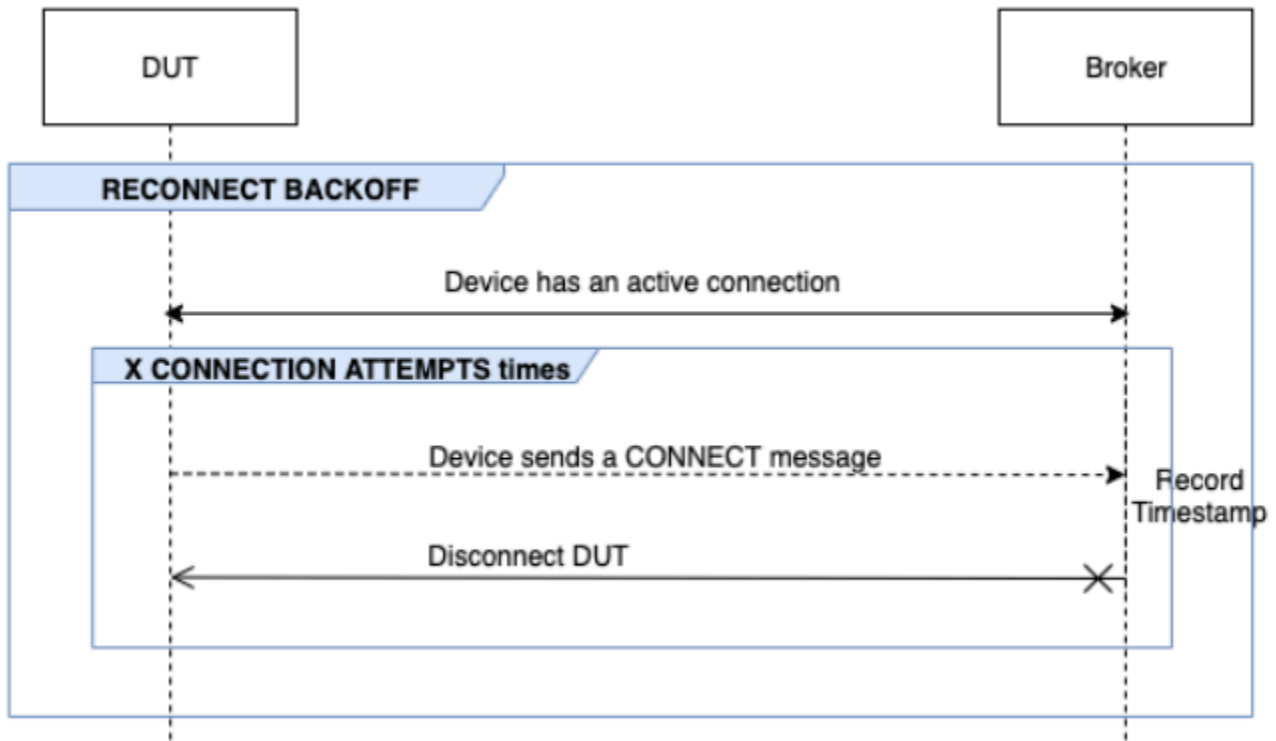 DUT
Broker
RECONNECT BACKOFF
Device has an active connection
X CONNECTION ATTEMPTS times
Device sends a CONNECT message
Record
Timestamp
Disconnect DUT